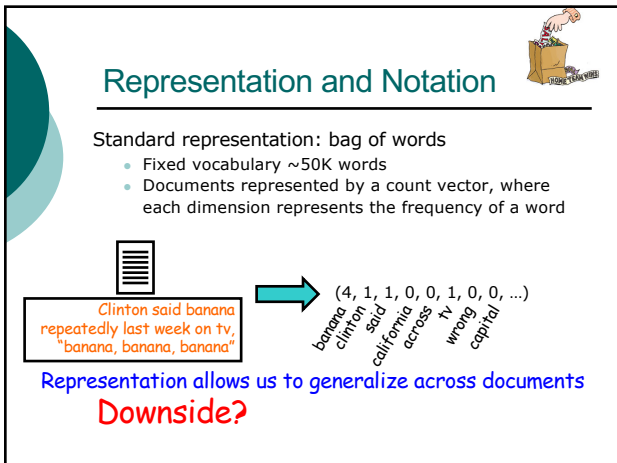 Representation and Notation
HOME TEAM WINS
Standard representation: bag of words
Fixed vocabulary ~50K words
Documents represented by a count vector, where
each dimension represents the frequency of a word
Clinton said banana
repeatedly last week on tv,
“banana, banana, banana”
(4, 1, 1, 0, 0, 1, 0, 0, …)
banana
clinton
said
california
across
tv
wrong
capital
Representation allows us to generalize across documents
Downside?